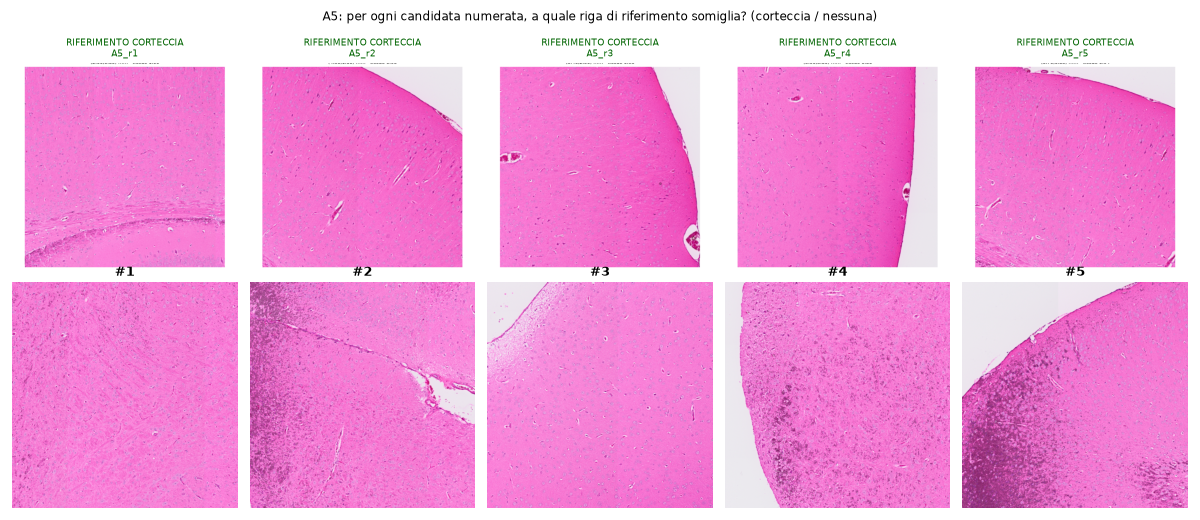 A5: per ogni candidata numerata, a quale riga di riferimento somiglia? (corteccia / nessuna)
RIFERIMENTO CORTECCIA
A5_r1
RIFERIMENTO CORTECCIA
A5_r2
RIFERIMENTO CORTECCIA
A5_r3
RIFERIMENTO CORTECCIA
A5_r4
RIFERIMENTO CORTECCIA
A5_r5
#1
#2
#3
#4
#5